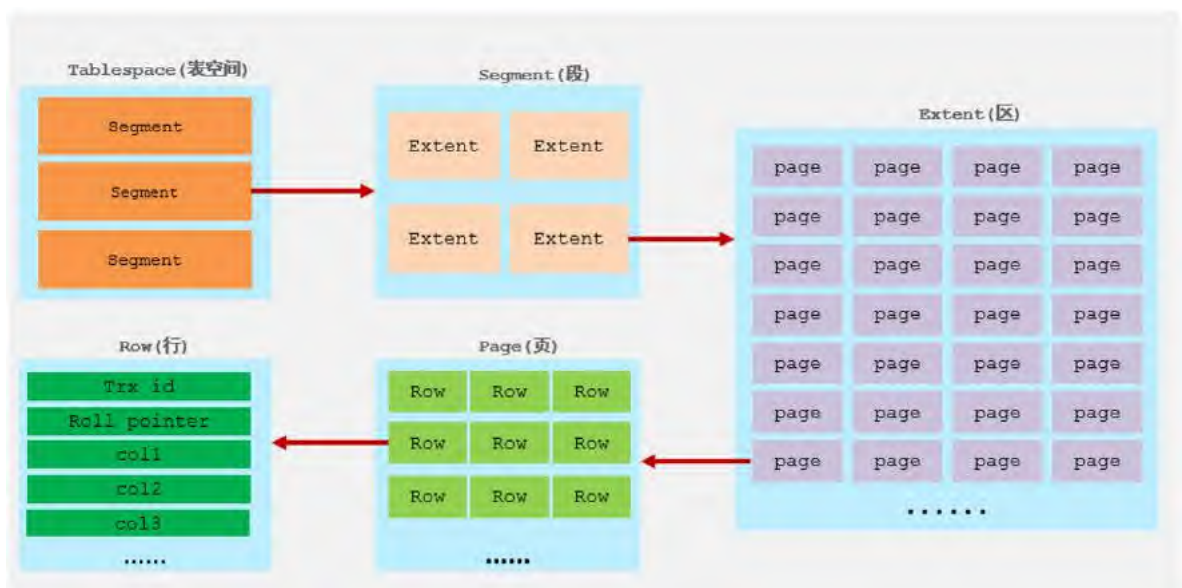 Tablespace(表空间)
Segment
Segment
Segment
Segment(段)
Extent Extent
Extent Extent
Extent(区)
page page page page
page page page page
page page page page
page page page page
page page page page
page page page page
page page page page
......
Row(行)
Trx id
Roll pointer
col1
col2
col3
......
Page(页)
Row Row Row
Row Row Row
Row Row Row
......